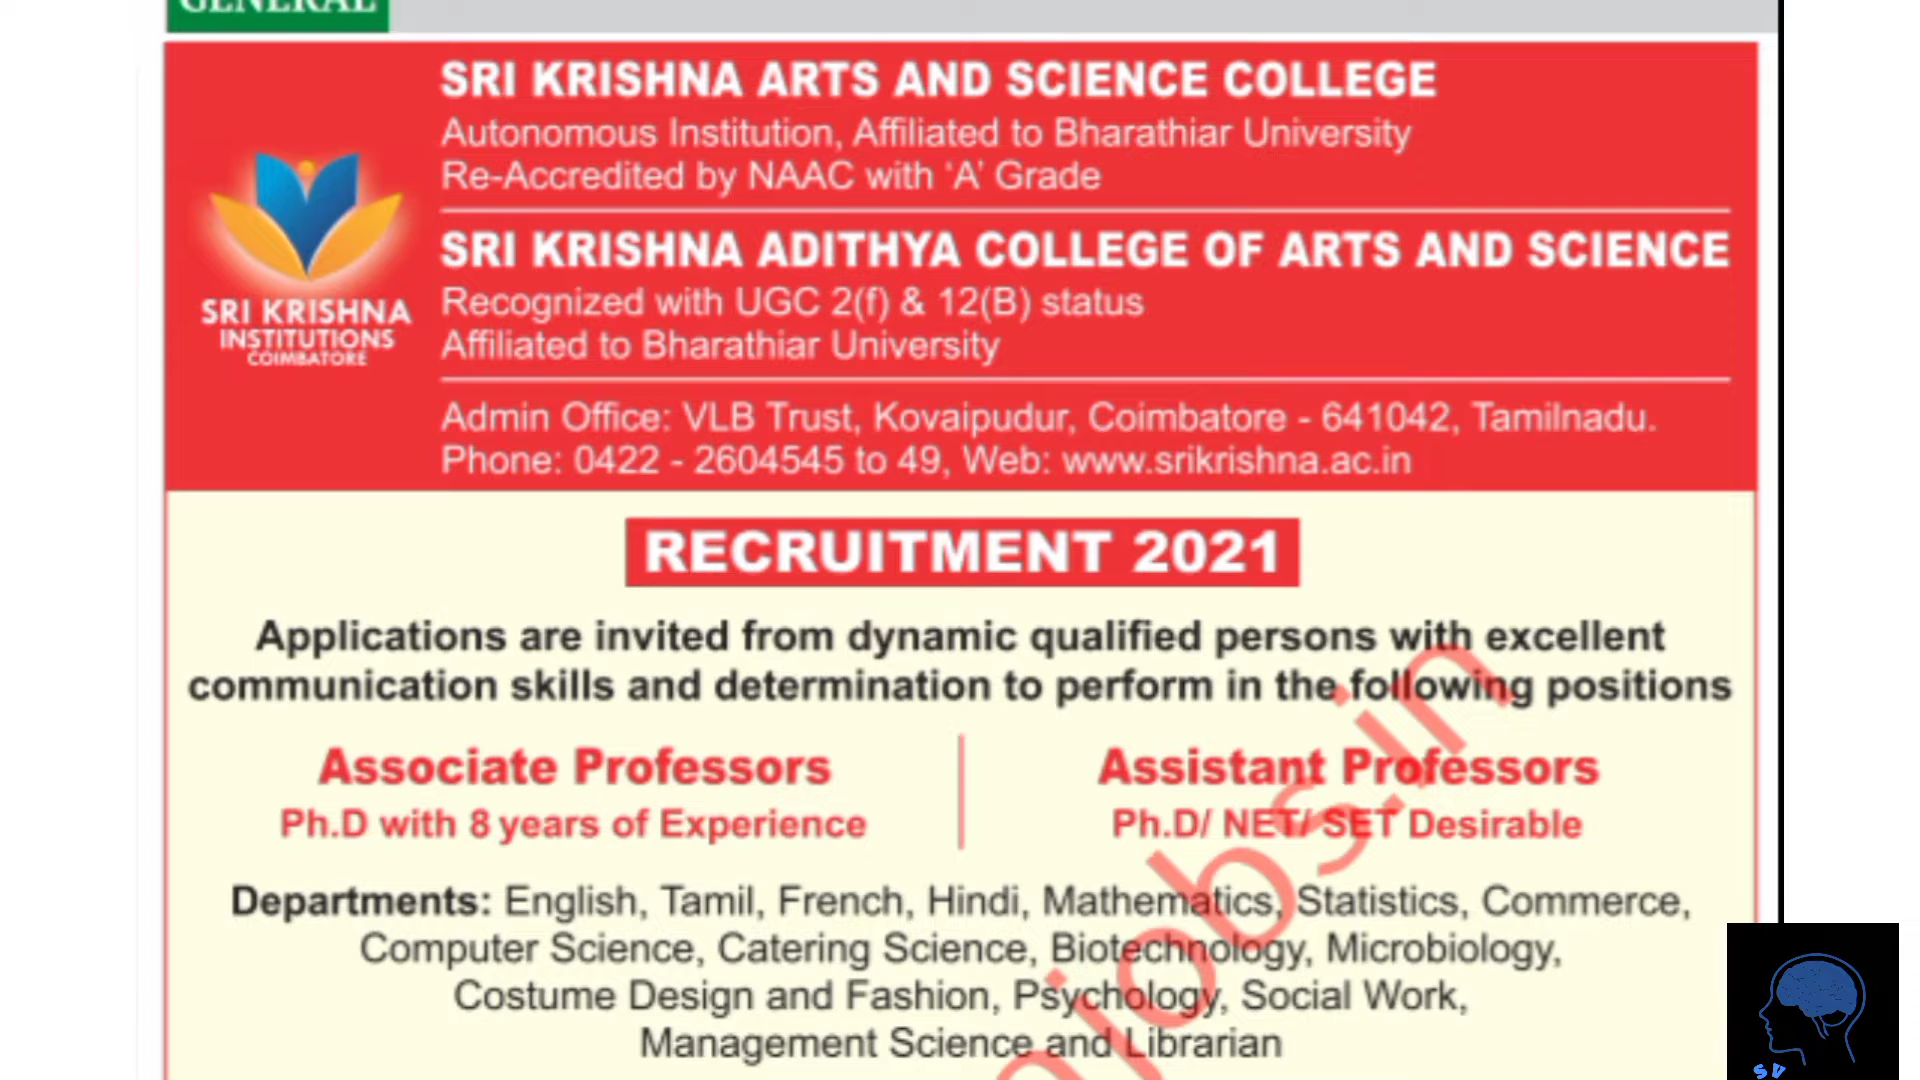 GENERAL
SRI KRISHNA ARTS AND SCIENCE COLLEGE
Autonomous Institution, Affiliated to Bharathiar University
Re-Accredited by NAAC with ‘A’ Grade
SRI KRISHNA ADITHYA COLLEGE OF ARTS AND SCIENCE
Recognized with UGC 2(f) & 12(B) status
Affiliated to Bharathiar University
SRI KRISHNA
INSTITUTIONS
COIMBATORE
Admin Office: VLB Trust, Kovaipudur, Coimbatore - 641042, Tamilnadu.
Phone: 0422 - 2604545 to 49, Web: www.srikrishna.ac.in
RECRUITMENT 2021
Applications are invited from dynamic qualified persons with excellent
communication skills and determination to perform in the following positions
Associate Professors
Ph.D with 8 years of Experience
Assistant Professors
Ph.D/ NET/ SET Desirable
Departments: English, Tamil, French, Hindi, Mathematics, Statistics, Commerce,
Computer Science, Catering Science, Biotechnology, Microbiology,
Costume Design and Fashion, Psychology, Social Work,
Management Science and Librarian
jobs.in
SV